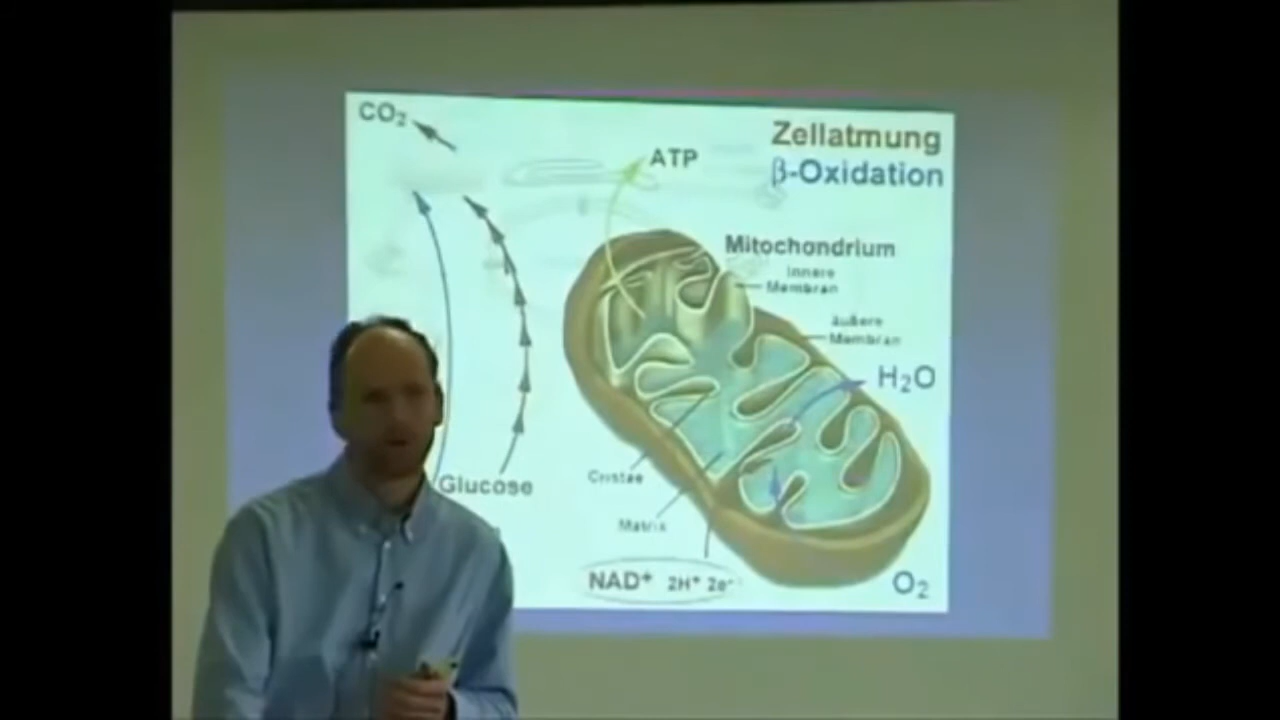 CO₂
Zellatmung
ATP
β-Oxidation
Mitochondrium
innere
Membran
äußere
Membran
H₂O
Cristae
Glucose
Matrix
NAD⁺ 2H⁺ 2e⁻
O₂